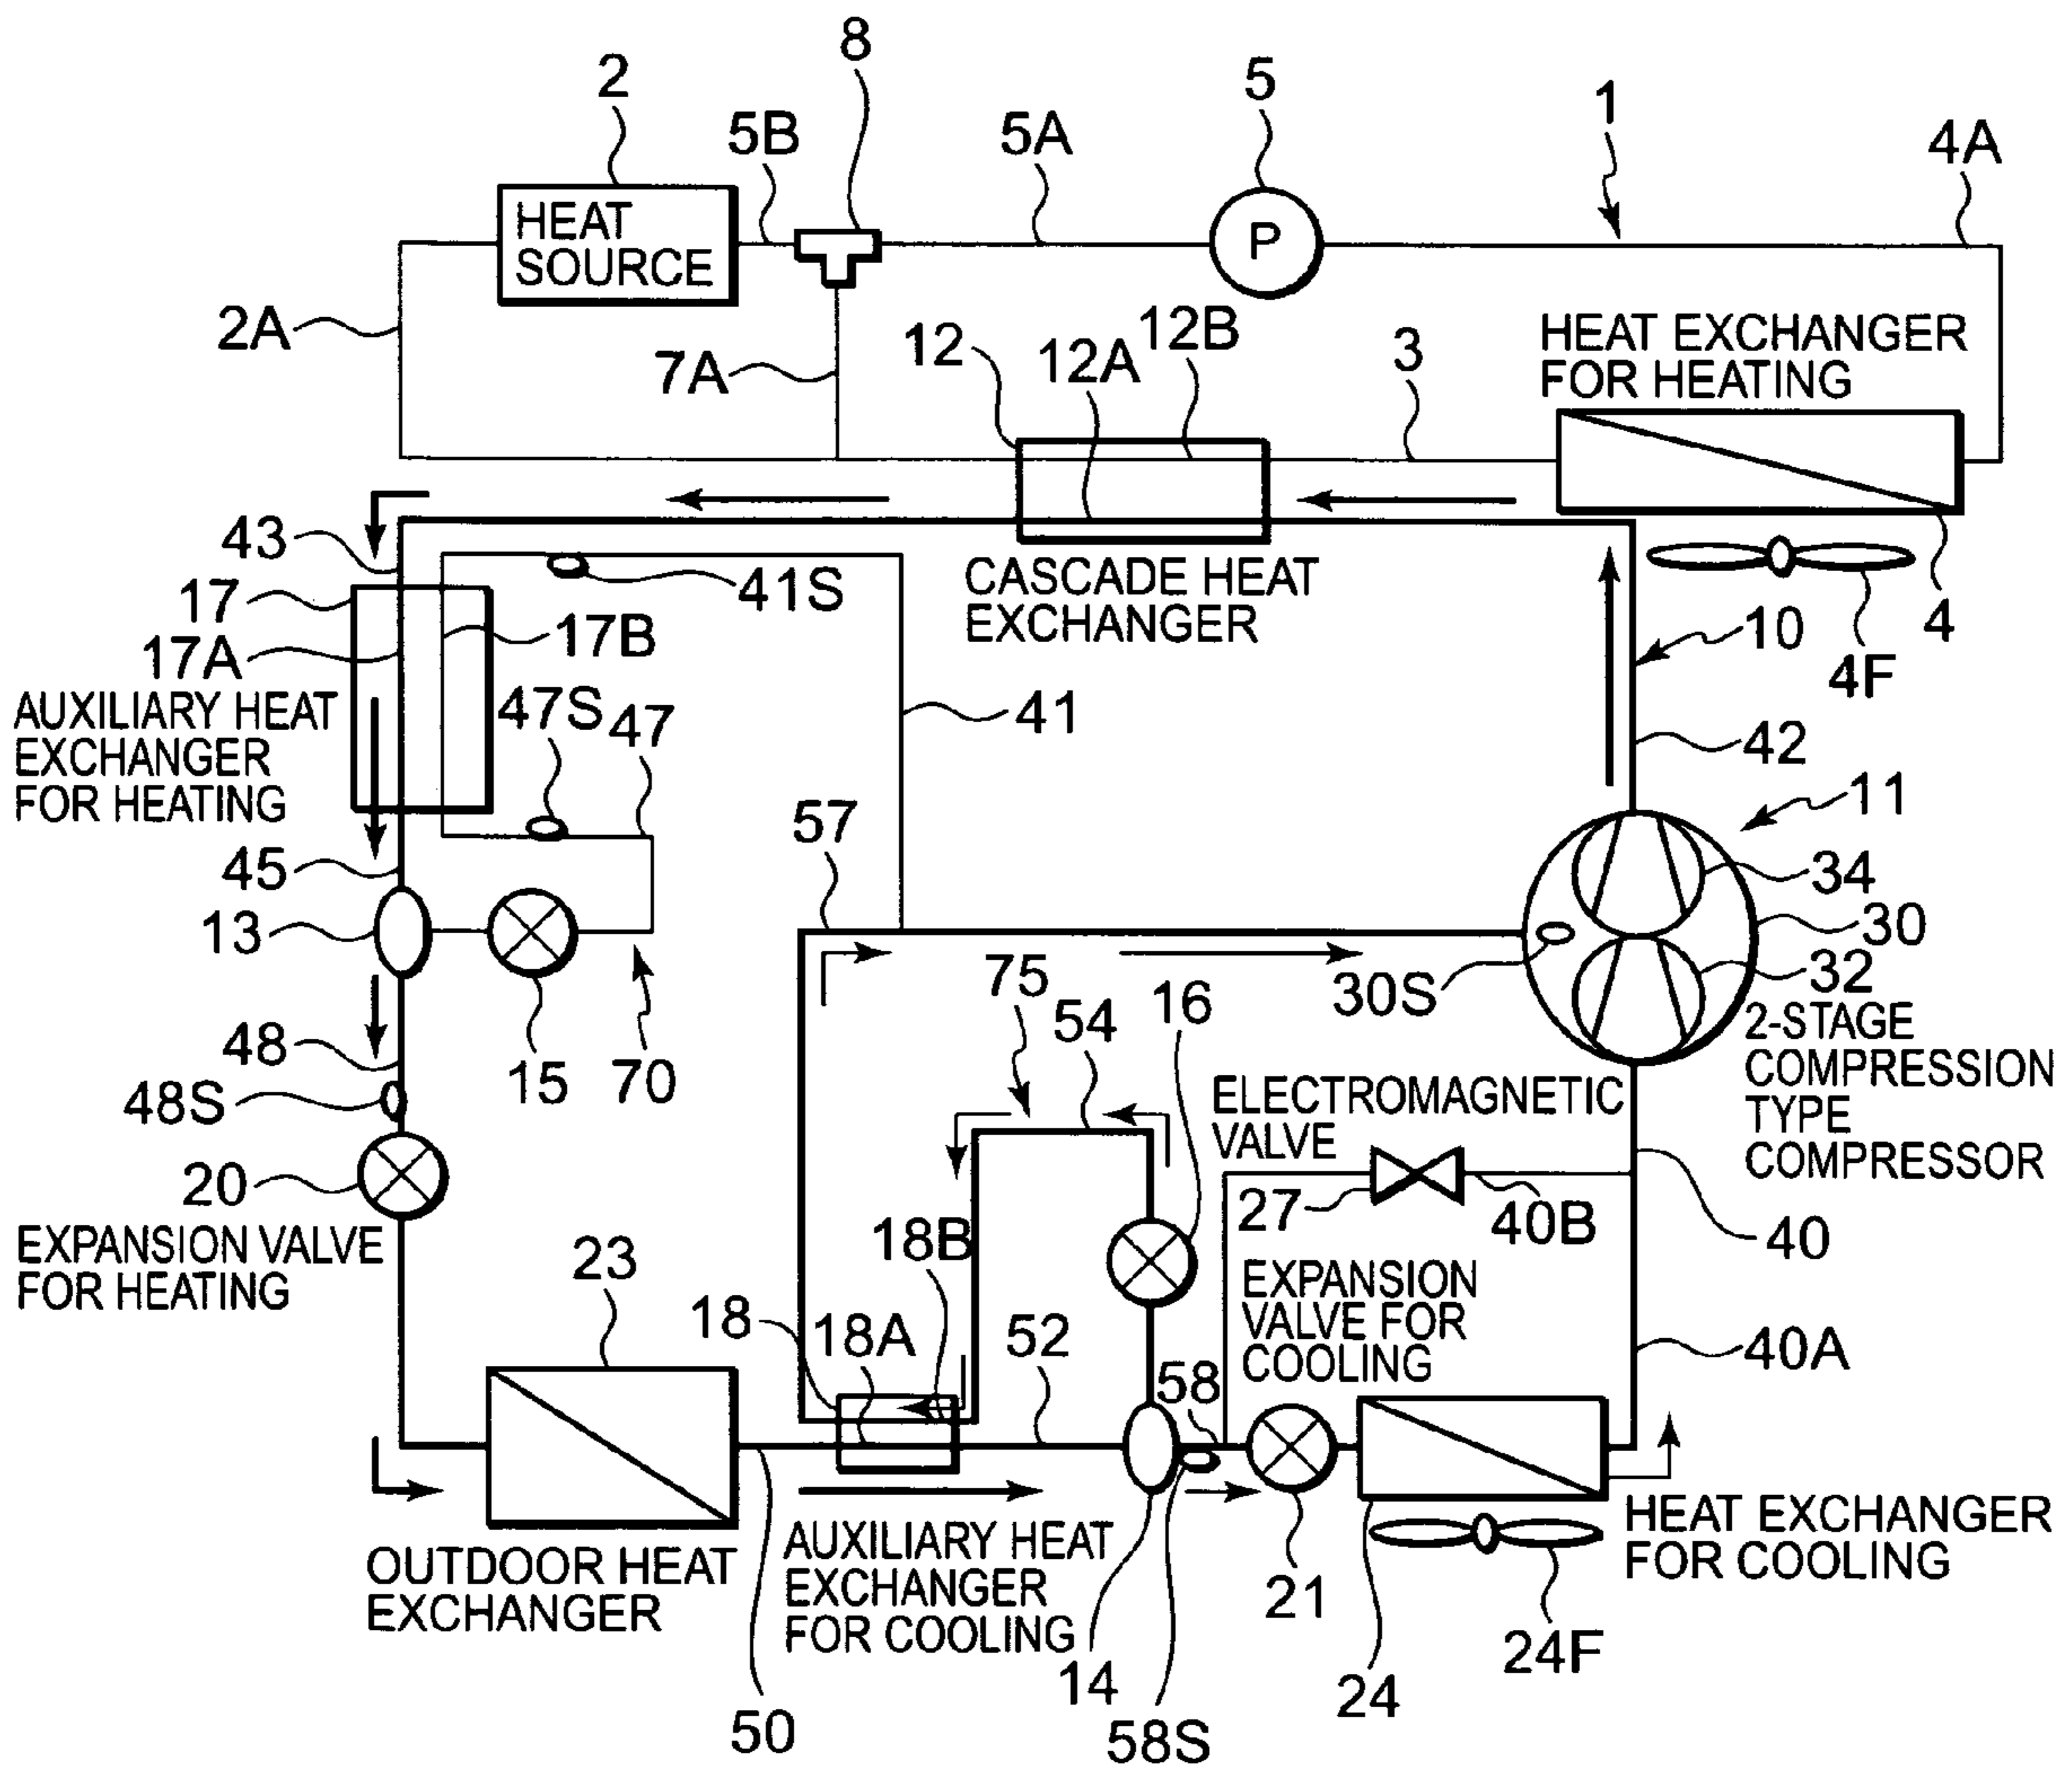 8
2
5
1
5B
5A
4A
HEAT
SOURCE
P
2A
7A
12
12A
12B
3
HEAT EXCHANGER
FOR HEATING
43
17
17A
17B
41S
CASCADE HEAT
EXCHANGER
10
4
4F
AUXILIARY HEAT
EXCHANGER
FOR HEATING
47S
47
41
42
57
11
45
34
13
30
75
30S
32
16
54
48
15
70
2-STAGE
COMPRESSION
TYPE
COMPRESSOR
48S
ELECTROMAGNETIC
VALVE
20
27
40B
40
EXPANSION VALVE
FOR HEATING
18B
23
EXPANSION
VALVE FOR
COOLING
18
18A
52
58
40A
OUTDOOR HEAT
EXCHANGER
AUXILIARY HEAT
EXCHANGER
FOR COOLING
HEAT EXCHANGER
FOR COOLING
21
14
24
24F
50
58S